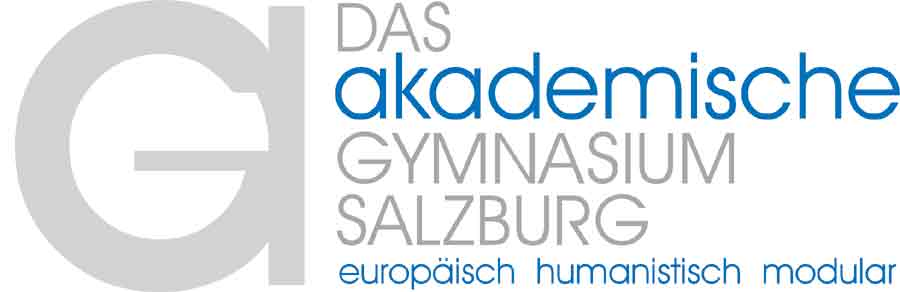 DAS
akademische
GYMNASIUM
SALZBURG
europäisch humanistisch modular